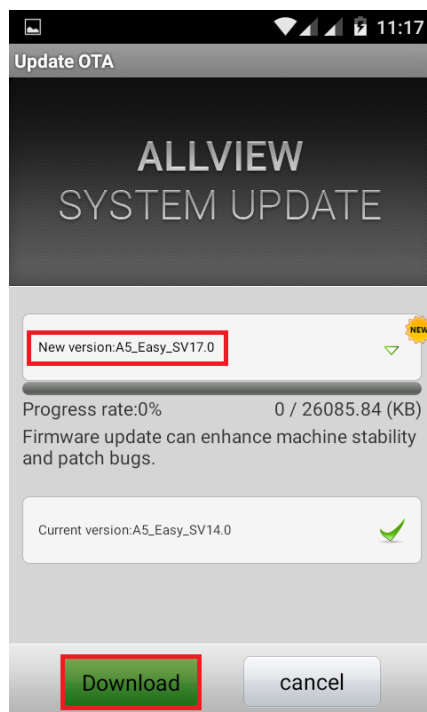 11:17
Update OTA
ALLVIEW
SYSTEM UPDATE
NEW
New version:A5_Easy_SV17.0
Progress rate:0% 0 / 26085.84 (KB)
Firmware update can enhance machine stability
and patch bugs.
Current version:A5_Easy_SV14.0
Download cancel